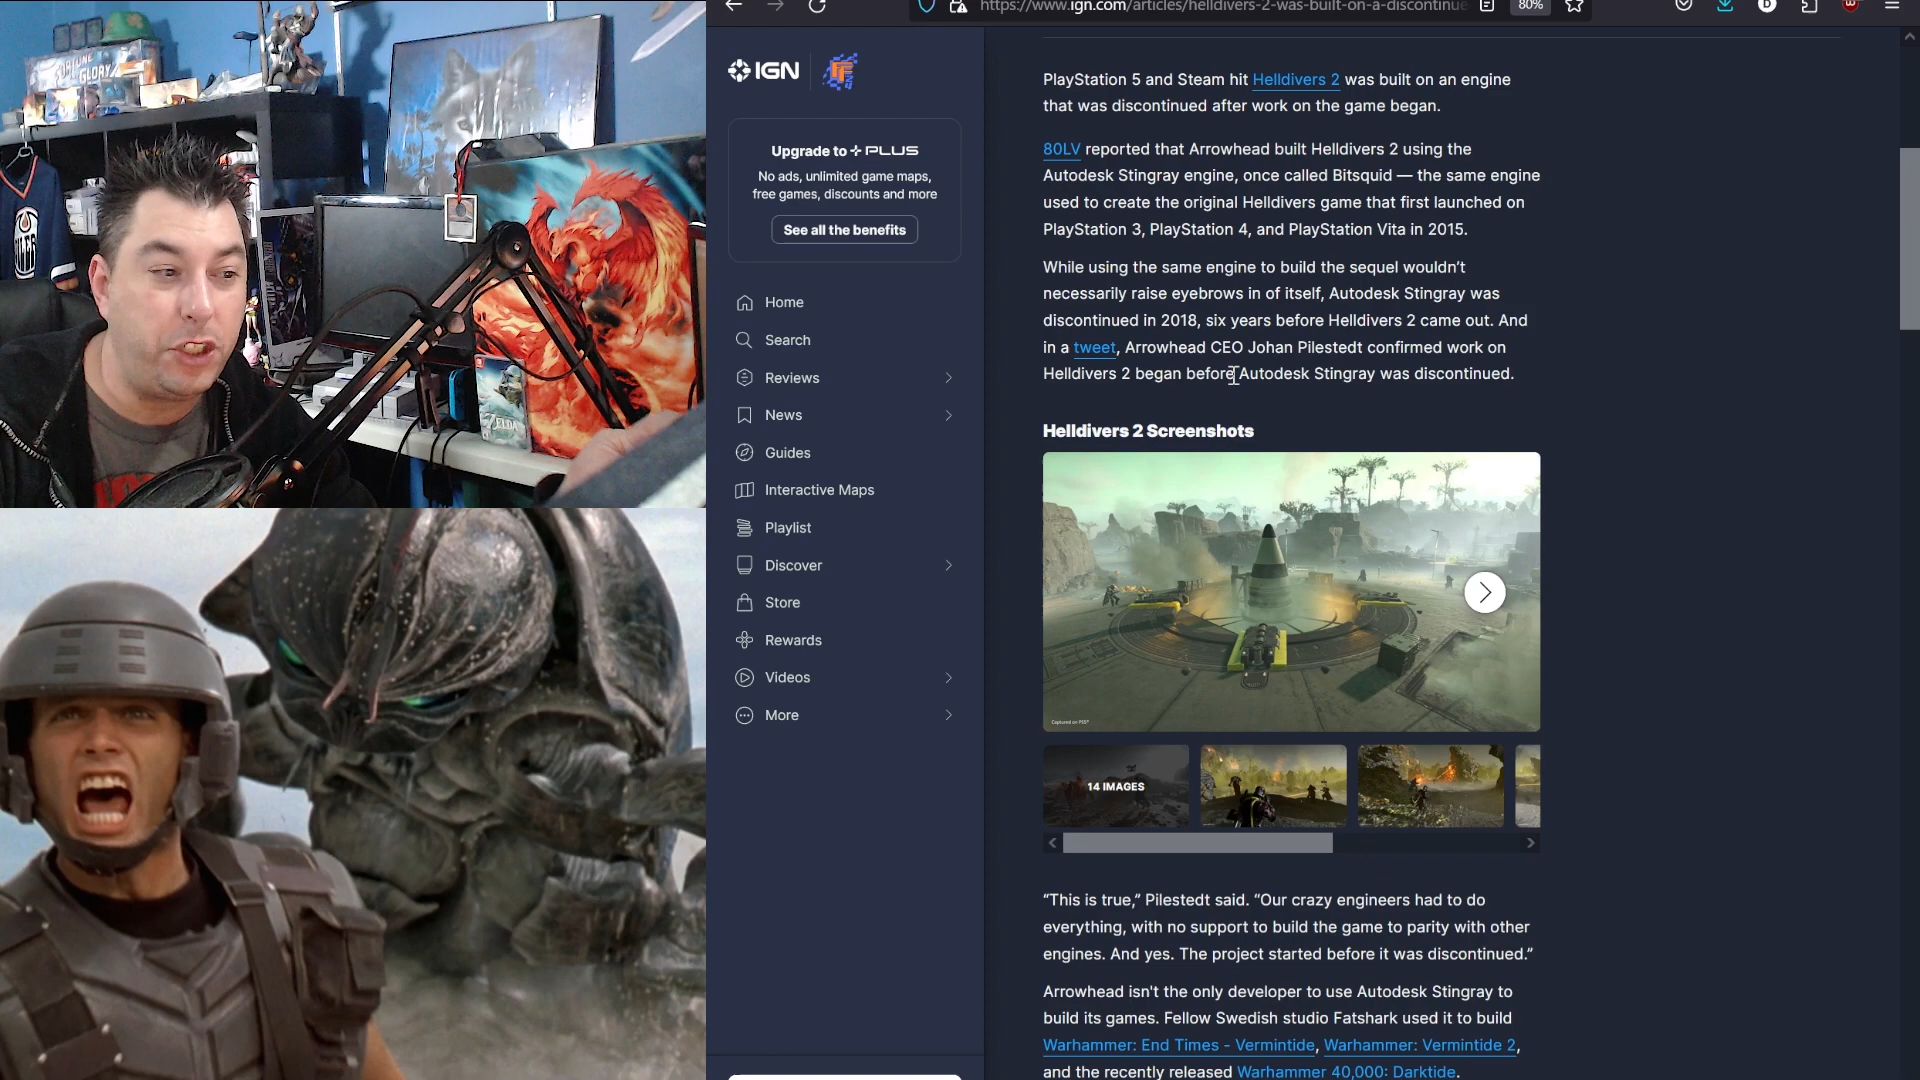 https://www.ign.com/articles/helldivers-2-was-built-on-a-discontinue
80%
FORTUNE
GLORY
OILERS
ZELDA
IGN
Upgrade to + PLUS
No ads, unlimited game maps,
free games, discounts and more
See all the benefits
Home
Search
Reviews
News
Guides
Interactive Maps
Playlist
Discover
Store
Rewards
Videos
More
PlayStation 5 and Steam hit Helldivers 2 was built on an engine
that was discontinued after work on the game began.
80LV reported that Arrowhead built Helldivers 2 using the
Autodesk Stingray engine, once called Bitsquid — the same engine
used to create the original Helldivers game that first launched on
PlayStation 3, PlayStation 4, and PlayStation Vita in 2015.
While using the same engine to build the sequel wouldn’t
necessarily raise eyebrows in of itself, Autodesk Stingray was
discontinued in 2018, six years before Helldivers 2 came out. And
in a tweet, Arrowhead CEO Johan Pilestedt confirmed work on
Helldivers 2 began before Autodesk Stingray was discontinued.
Helldivers 2 Screenshots
Captured on PS5
14 IMAGES
“This is true,” Pilestedt said. “Our crazy engineers had to do
everything, with no support to build the game to parity with other
engines. And yes. The project started before it was discontinued.”
Arrowhead isn't the only developer to use Autodesk Stingray to
build its games. Fellow Swedish studio Fatshark used it to build
Warhammer: End Times - Vermintide, Warhammer: Vermintide 2,
and the recently released Warhammer 40,000: Darktide.